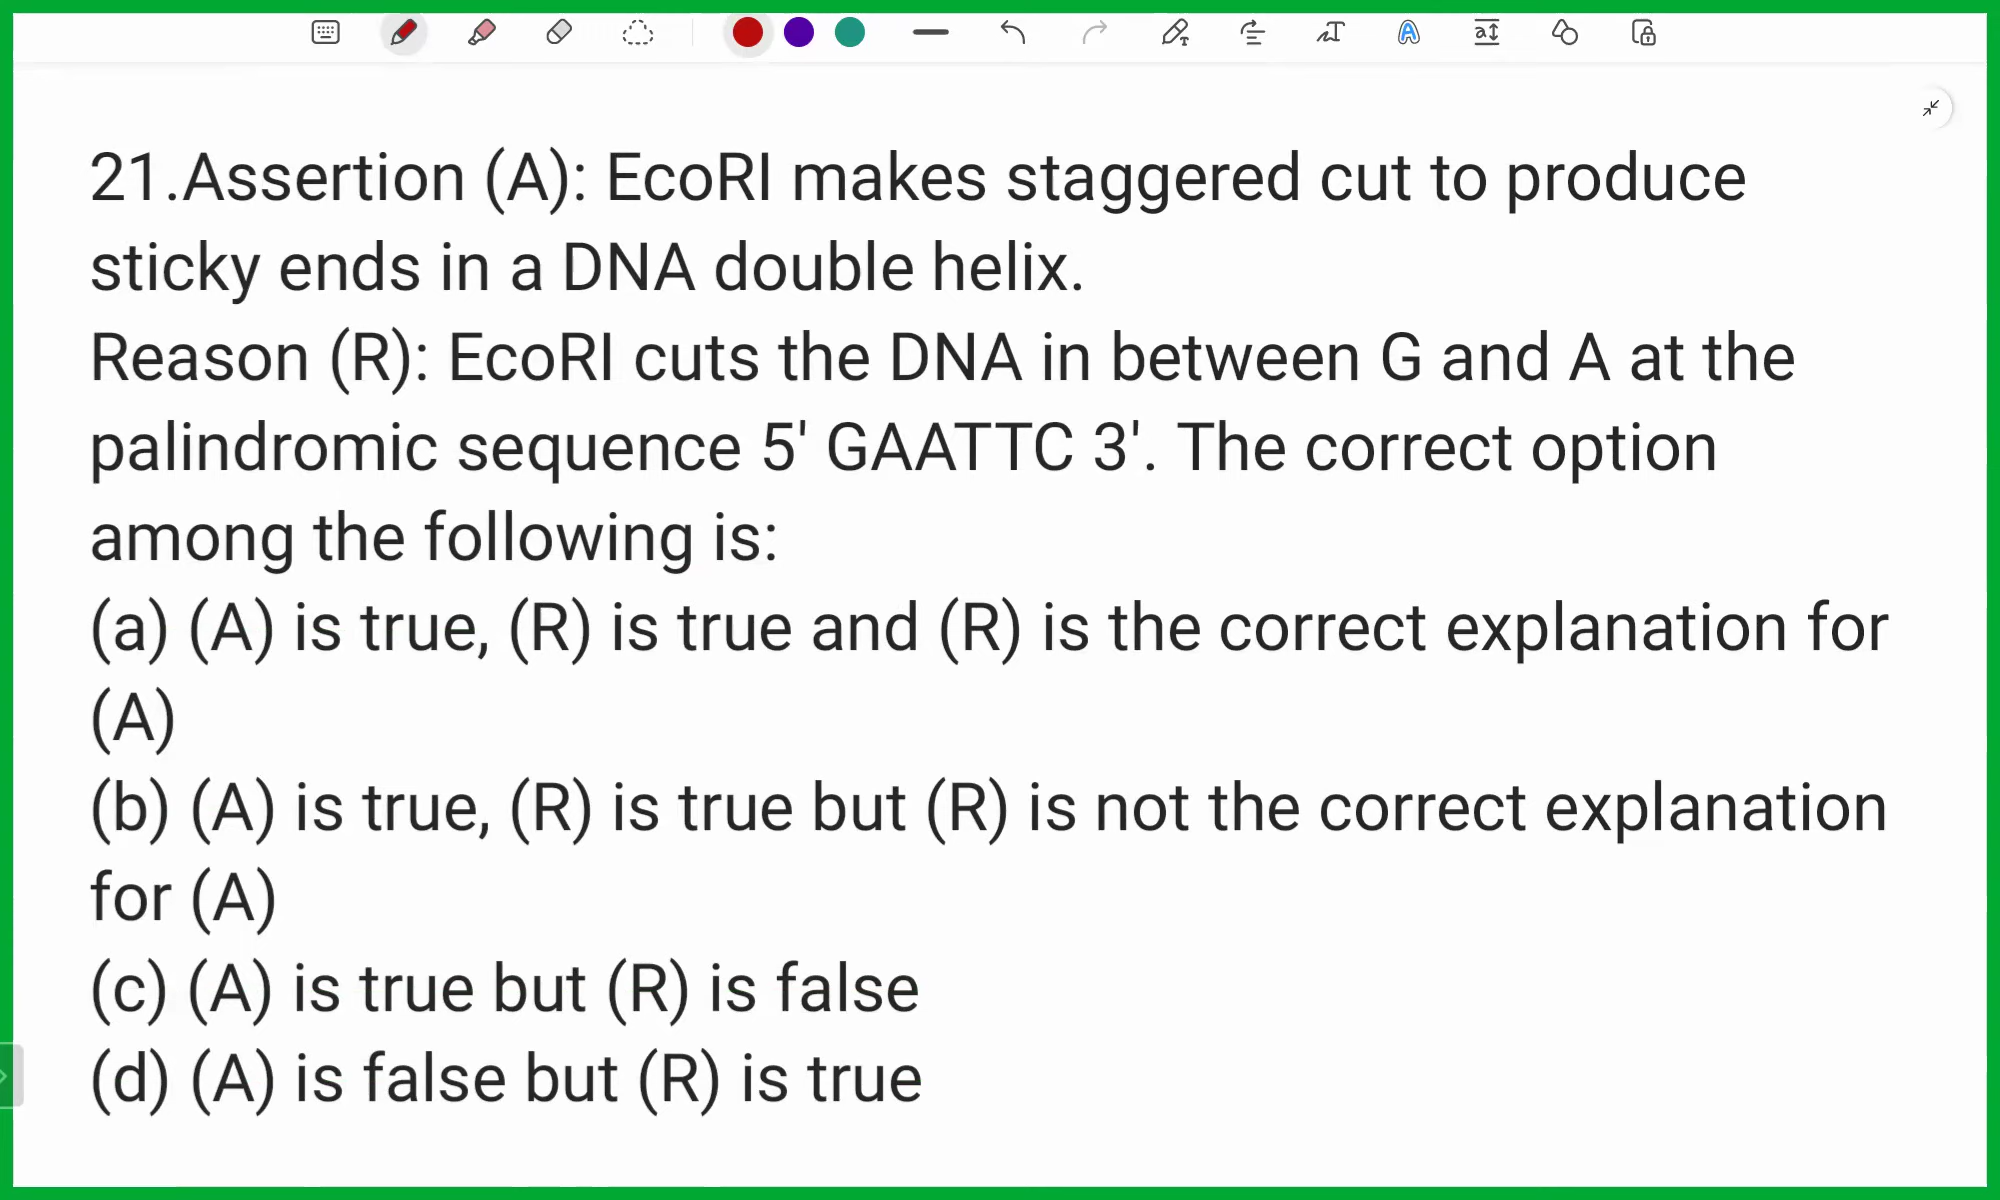 21.Assertion (A): EcoRI makes staggered cut to produce
sticky ends in a DNA double helix.
Reason (R): EcoRI cuts the DNA in between G and A at the
palindromic sequence 5' GAATTC 3'. The correct option
among the following is:
(a) (A) is true, (R) is true and (R) is the correct explanation for
(A)
(b) (A) is true, (R) is true but (R) is not the correct explanation
for (A)
(c) (A) is true but (R) is false
(d) (A) is false but (R) is true